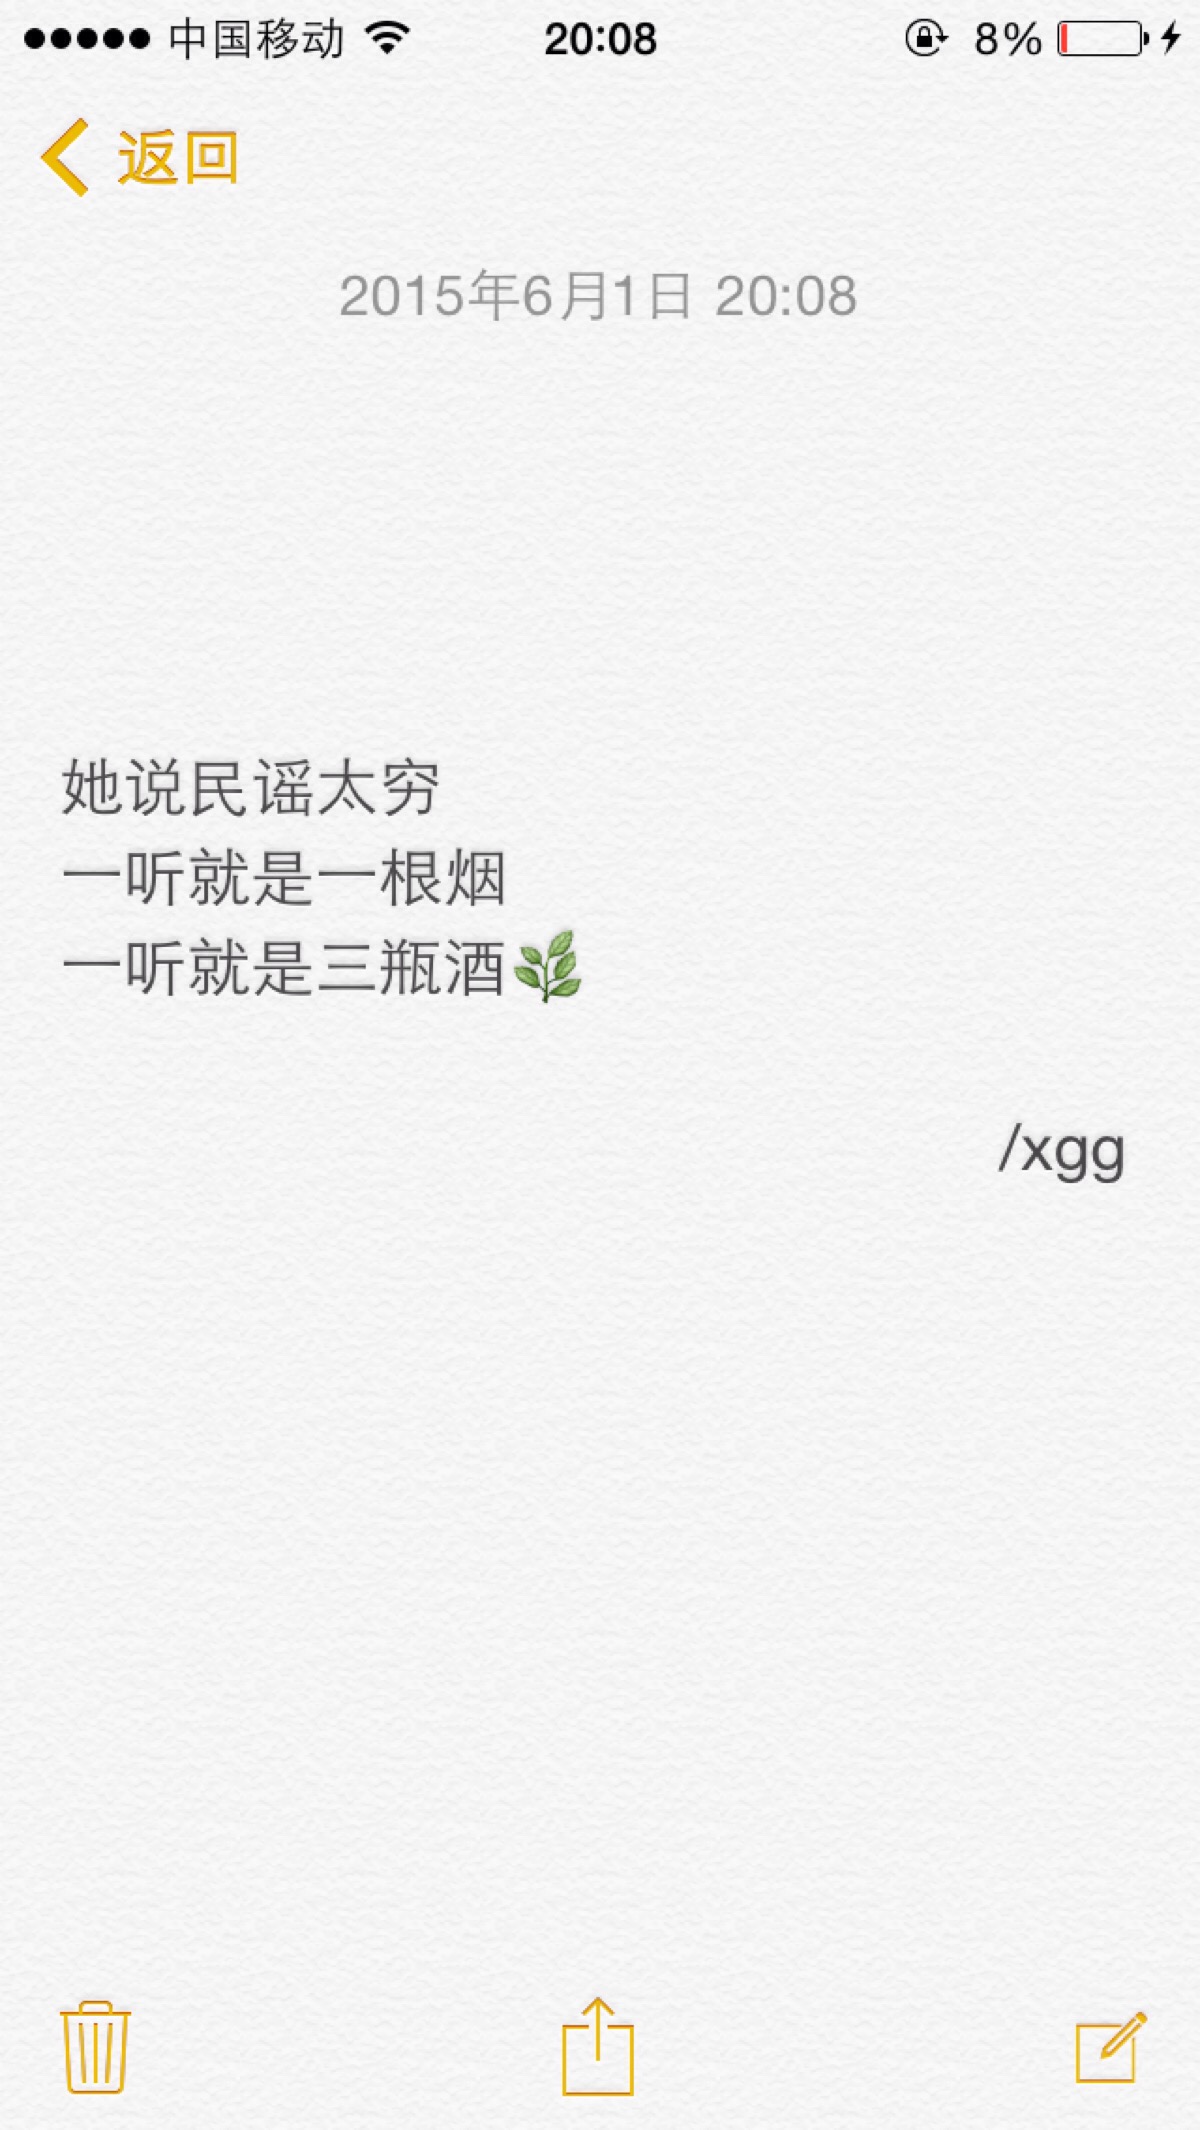 中国移动 20:08 8%
返回
2015年6月1日 20:08
她说民谣太穷
一听就是一根烟
一听就是三瓶酒🌿
/xgg